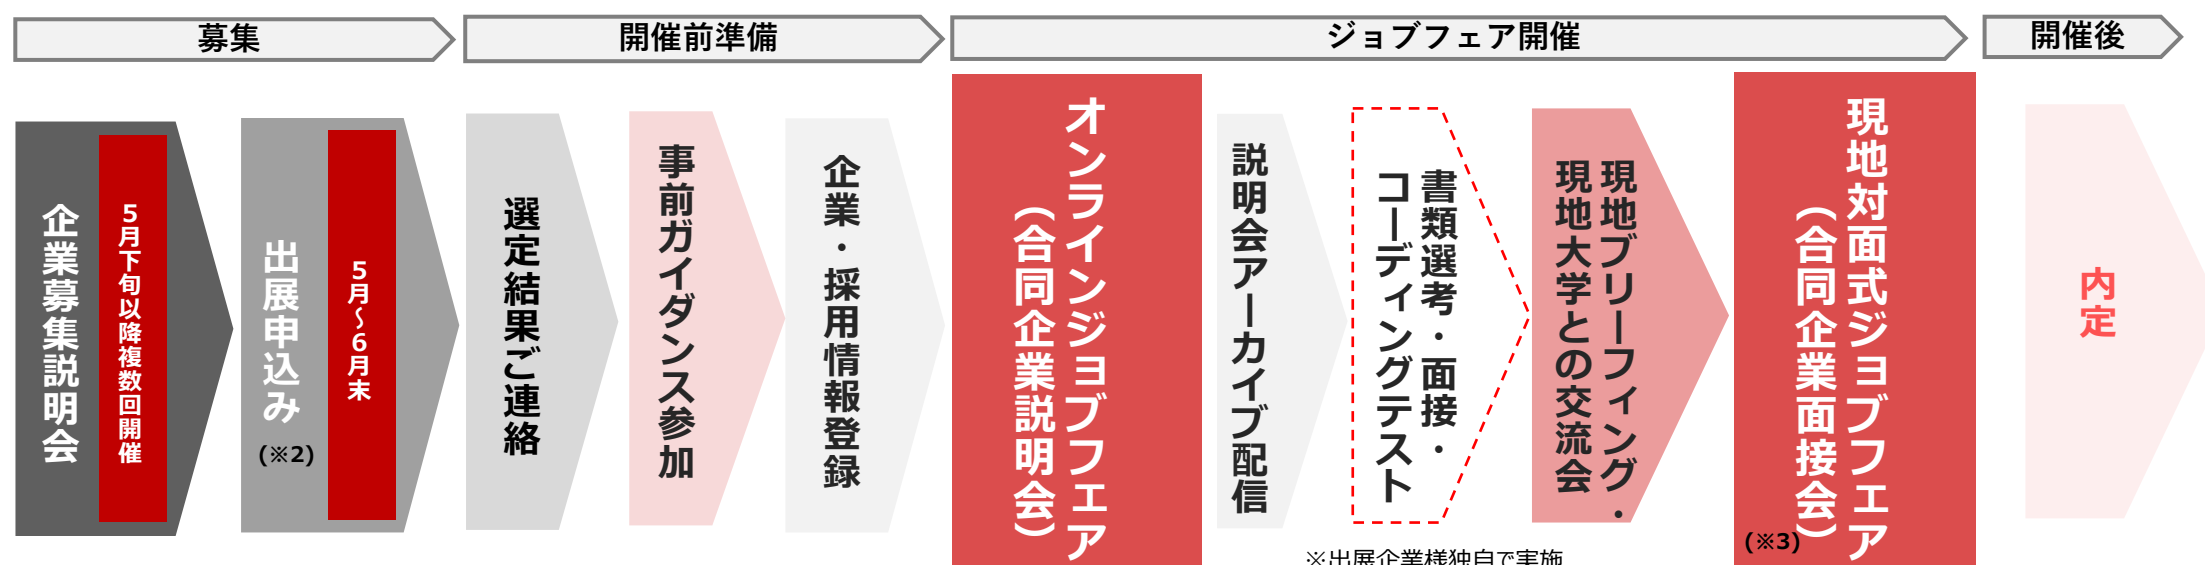 募集
開催前準備
ジョブフェア開催
開催後
企業募集説明会
5月下旬以降複数回開催
出展申込み
(※2)
5月～6月末
選定結果ご連絡
事前ガイダンス参加
企業・採用情報登録
オンラインジョブフェア
（合同企業説明会）
説明会アーカイブ配信
書類選考・面接・
コーディングテスト
※出展企業様独自で実施
現地ブリーフィング・
現地大学との交流会
現地対面式ジョブフェア
（合同企業面接会）
(※3)
内定